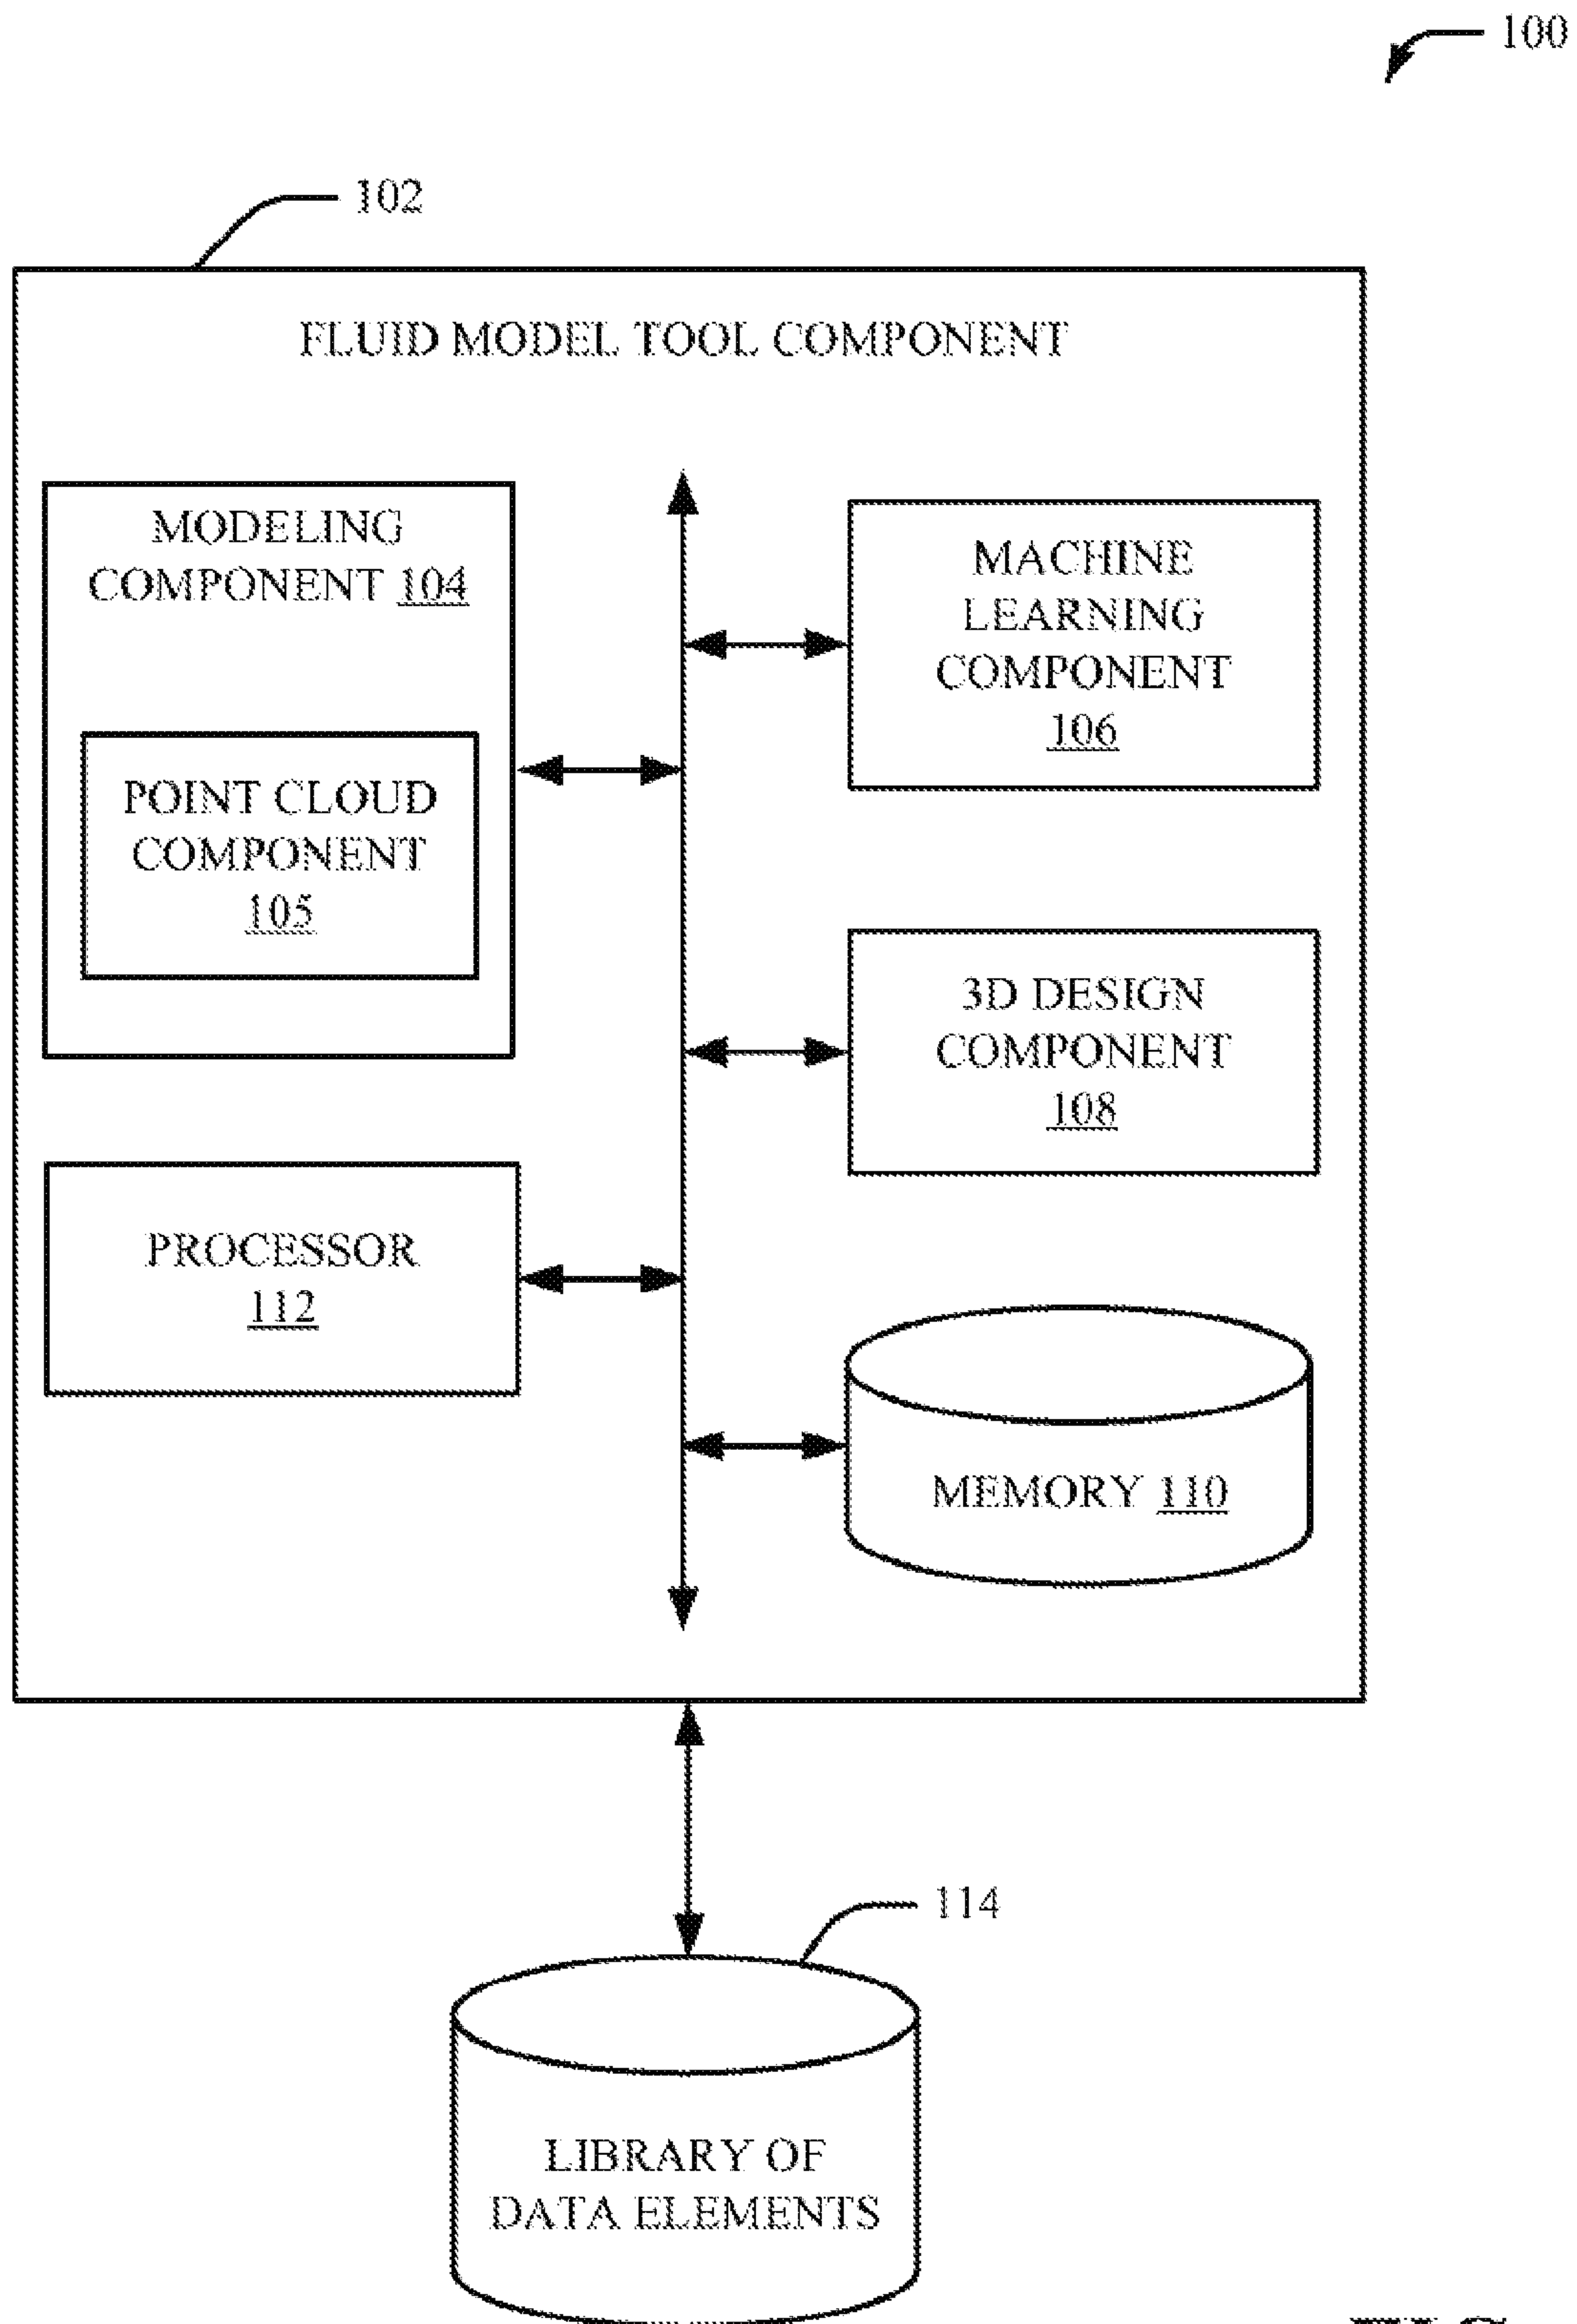 100
102
FLUID MODEL TOOL COMPONENT
MODELING
COMPONENT 104
POINT CLOUD
COMPONENT
105
MACHINE
LEARNING
COMPONENT
106
3D DESIGN
COMPONENT
108
PROCESSOR
112
MEMORY 110
114
LIBRARY OF
DATA ELEMENTS